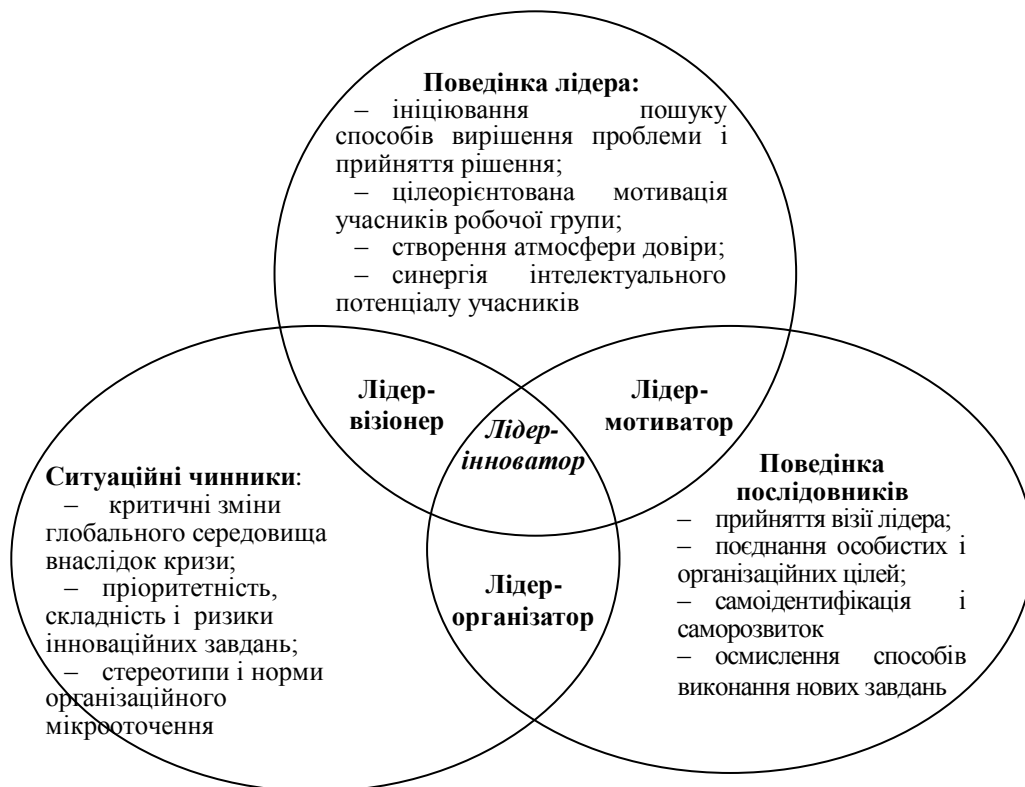 Поведінка лідера:
– ініціювання пошуку
способів вирішення проблеми і
прийняття рішення;
– цілеорієнтована мотивація
учасників робочої групи;
– створення атмосфери довіри;
– синергія інтелектуального
потенціалу учасників
Лідер-
візіонер
Лідер-
інноватор
Лідер-
мотиватор
Ситуаційні чинники:
– критичні зміни
глобального середовища
внаслідок кризи;
– пріоритетність,
складність і ризики
інноваційних завдань;
– стереотипи і норми
організаційного
мікрооточення
Лідер-
організатор
Поведінка
послідовників
– прийняття візії лідера;
– поєднання особистих і
організаційних цілей;
– самоідентифікація і
саморозвиток
– осмислення способів
виконання нових завдань